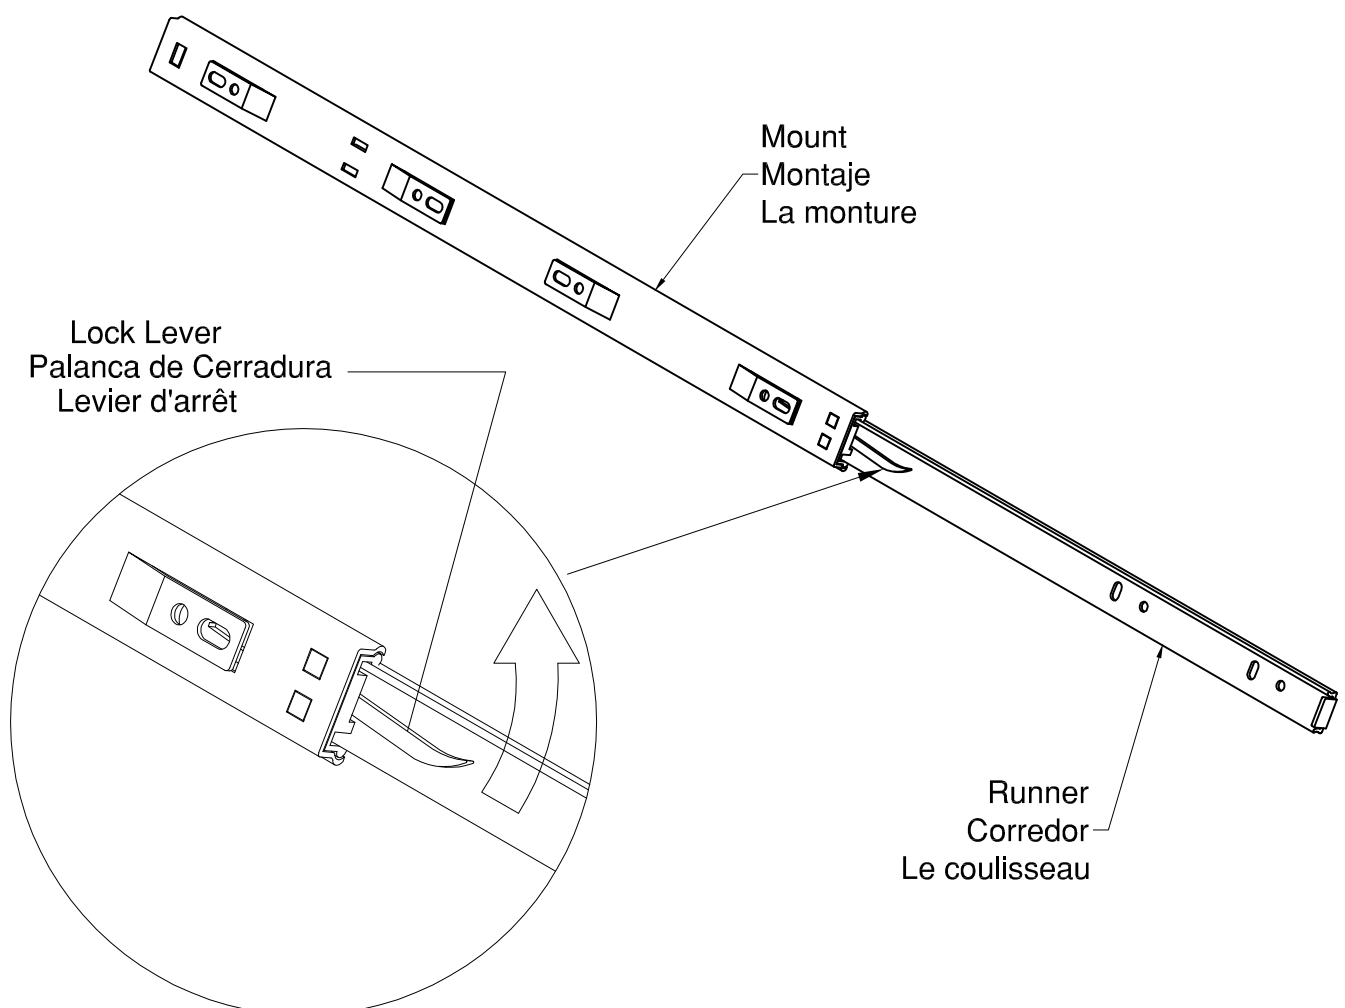 Mount
Montaje
La monture
Lock Lever
Palanca de Cerradura
Levier d'arrêt
Runner
Corredor
Le coulisseau